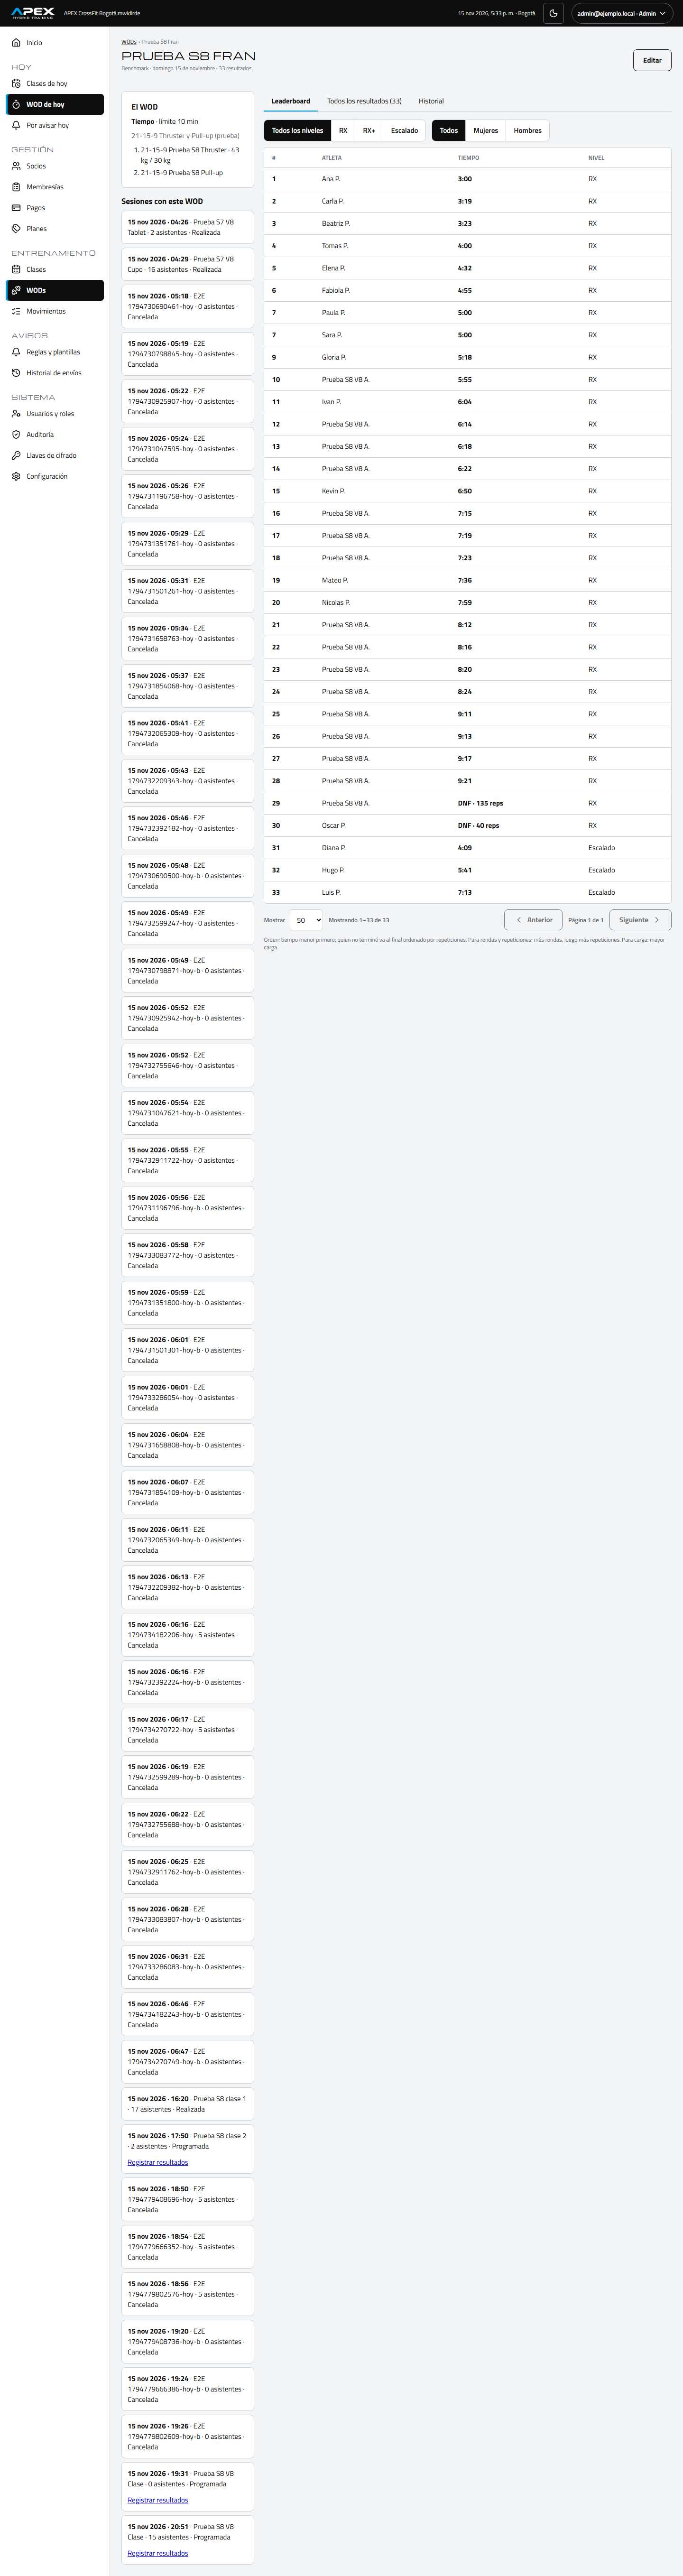 APEX
HYBRID TRAINING
APEX CrossFit Bogotá mwidlrde
15 nov 2026, 5:33 p. m. · Bogotá
admin@ejemplo.local · Admin
Inicio
HOY
Clases de hoy
WOD de hoy
Por avisar hoy
GESTIÓN
Socios
Membresías
Pagos
Planes
ENTRENAMIENTO
Clases
WODs
Movimientos
AVISOS
Reglas y plantillas
Historial de envíos
SISTEMA
Usuarios y roles
Auditoría
Llaves de cifrado
Configuración
WODs › Prueba S8 Fran
PRUEBA S8 FRAN
Benchmark · domingo 15 de noviembre · 33 resultados
Editar
El WOD
Tiempo · límite 10 min
21-15-9 Thruster y Pull-up (prueba)
1. 21-15-9 Prueba S8 Thruster · 43
kg / 30 kg
2. 21-15-9 Prueba S8 Pull-up
Sesiones con este WOD
15 nov 2026 · 04:26 · Prueba S7 V8
Tablet · 2 asistentes · Realizada
15 nov 2026 · 04:29 · Prueba S7 V8
Cupo · 16 asistentes · Realizada
15 nov 2026 · 05:18 · E2E
1794730690461-hoy · 0 asistentes ·
Cancelada
15 nov 2026 · 05:19 · E2E
1794730798845-hoy · 0 asistentes ·
Cancelada
15 nov 2026 · 05:22 · E2E
1794730925907-hoy · 0 asistentes ·
Cancelada
15 nov 2026 · 05:24 · E2E
1794731047595-hoy · 0 asistentes ·
Cancelada
15 nov 2026 · 05:26 · E2E
1794731196758-hoy · 0 asistentes ·
Cancelada
15 nov 2026 · 05:29 · E2E
1794731351761-hoy · 0 asistentes ·
Cancelada
15 nov 2026 · 05:31 · E2E
1794731501261-hoy · 0 asistentes ·
Cancelada
15 nov 2026 · 05:34 · E2E
1794731658763-hoy · 0 asistentes ·
Cancelada
15 nov 2026 · 05:37 · E2E
1794731854068-hoy · 0 asistentes ·
Cancelada
15 nov 2026 · 05:41 · E2E
1794732065309-hoy · 0 asistentes ·
Cancelada
15 nov 2026 · 05:43 · E2E
1794732209343-hoy · 0 asistentes ·
Cancelada
15 nov 2026 · 05:46 · E2E
1794732392182-hoy · 0 asistentes ·
Cancelada
15 nov 2026 · 05:48 · E2E
1794730690500-hoy-b · 0 asistentes ·
Cancelada
15 nov 2026 · 05:49 · E2E
1794732599247-hoy · 0 asistentes ·
Cancelada
15 nov 2026 · 05:49 · E2E
1794730798871-hoy-b · 0 asistentes ·
Cancelada
15 nov 2026 · 05:52 · E2E
1794730925942-hoy-b · 0 asistentes ·
Cancelada
15 nov 2026 · 05:52 · E2E
1794732755646-hoy · 0 asistentes ·
Cancelada
15 nov 2026 · 05:54 · E2E
1794731047621-hoy-b · 0 asistentes ·
Cancelada
15 nov 2026 · 05:55 · E2E
1794732911722-hoy · 0 asistentes ·
Cancelada
15 nov 2026 · 05:56 · E2E
1794731196796-hoy-b · 0 asistentes ·
Cancelada
15 nov 2026 · 05:58 · E2E
1794733083772-hoy · 0 asistentes ·
Cancelada
15 nov 2026 · 05:59 · E2E
1794731351800-hoy-b · 0 asistentes ·
Cancelada
15 nov 2026 · 06:01 · E2E
1794731501301-hoy-b · 0 asistentes ·
Cancelada
15 nov 2026 · 06:01 · E2E
1794733286054-hoy · 0 asistentes ·
Cancelada
15 nov 2026 · 06:04 · E2E
1794731658808-hoy-b · 0 asistentes ·
Cancelada
15 nov 2026 · 06:07 · E2E
1794731854109-hoy-b · 0 asistentes ·
Cancelada
15 nov 2026 · 06:11 · E2E
1794732065349-hoy-b · 0 asistentes ·
Cancelada
15 nov 2026 · 06:13 · E2E
1794732209382-hoy-b · 0 asistentes ·
Cancelada
15 nov 2026 · 06:16 · E2E
1794734182206-hoy · 5 asistentes ·
Cancelada
15 nov 2026 · 06:16 · E2E
1794732392224-hoy-b · 0 asistentes ·
Cancelada
15 nov 2026 · 06:17 · E2E
1794734270722-hoy · 5 asistentes ·
Cancelada
15 nov 2026 · 06:19 · E2E
1794732599289-hoy-b · 0 asistentes ·
Cancelada
15 nov 2026 · 06:22 · E2E
1794732755688-hoy-b · 0 asistentes ·
Cancelada
15 nov 2026 · 06:25 · E2E
1794732911762-hoy-b · 0 asistentes ·
Cancelada
15 nov 2026 · 06:28 · E2E
1794733083807-hoy-b · 0 asistentes ·
Cancelada
15 nov 2026 · 06:31 · E2E
1794733286083-hoy-b · 0 asistentes ·
Cancelada
15 nov 2026 · 06:46 · E2E
1794734182243-hoy-b · 0 asistentes ·
Cancelada
15 nov 2026 · 06:47 · E2E
1794734270749-hoy-b · 0 asistentes ·
Cancelada
15 nov 2026 · 16:20 · Prueba S8 clase 1
· 17 asistentes · Realizada
15 nov 2026 · 17:50 · Prueba S8 clase 2
· 2 asistentes · Programada
Registrar resultados
15 nov 2026 · 18:50 · E2E
1794779408696-hoy · 5 asistentes ·
Cancelada
15 nov 2026 · 18:54 · E2E
1794779666352-hoy · 5 asistentes ·
Cancelada
15 nov 2026 · 18:56 · E2E
1794779802576-hoy · 5 asistentes ·
Cancelada
15 nov 2026 · 19:20 · E2E
1794779408736-hoy-b · 0 asistentes ·
Cancelada
15 nov 2026 · 19:24 · E2E
1794779666386-hoy-b · 0 asistentes ·
Cancelada
15 nov 2026 · 19:26 · E2E
1794779802609-hoy-b · 0 asistentes ·
Cancelada
15 nov 2026 · 19:31 · Prueba S8 V8
Clase · 0 asistentes · Programada
Registrar resultados
15 nov 2026 · 20:51 · Prueba S8 V8
Clase · 15 asistentes · Programada
Registrar resultados
Leaderboard Todos los resultados (33) Historial
Todos los niveles RX RX+ Escalado Todos Mujeres Hombres
# ATLETA TIEMPO NIVEL
1 Ana P. 3:00 RX
2 Carla P. 3:19 RX
3 Beatriz P. 3:23 RX
4 Tomas P. 4:00 RX
5 Elena P. 4:32 RX
6 Fabiola P. 4:55 RX
7 Paula P. 5:00 RX
7 Sara P. 5:00 RX
9 Gloria P. 5:18 RX
10 Prueba S8 V8 A. 5:55 RX
11 Ivan P. 6:04 RX
12 Prueba S8 V8 A. 6:14 RX
13 Prueba S8 V8 A. 6:18 RX
14 Prueba S8 V8 A. 6:22 RX
15 Kevin P. 6:50 RX
16 Prueba S8 V8 A. 7:15 RX
17 Prueba S8 V8 A. 7:19 RX
18 Prueba S8 V8 A. 7:23 RX
19 Mateo P. 7:36 RX
20 Nicolas P. 7:59 RX
21 Prueba S8 V8 A. 8:12 RX
22 Prueba S8 V8 A. 8:16 RX
23 Prueba S8 V8 A. 8:20 RX
24 Prueba S8 V8 A. 8:24 RX
25 Prueba S8 V8 A. 9:11 RX
26 Prueba S8 V8 A. 9:13 RX
27 Prueba S8 V8 A. 9:17 RX
28 Prueba S8 V8 A. 9:21 RX
29 Prueba S8 V8 A. DNF · 135 reps RX
30 Oscar P. DNF · 40 reps RX
31 Diana P. 4:09 Escalado
32 Hugo P. 5:41 Escalado
33 Luis P. 7:13 Escalado
Mostrar 50 Mostrando 1–33 de 33 Anterior Página 1 de 1 Siguiente
Orden: tiempo menor primero; quien no terminó va al final ordenado por repeticiones. Para rondas y repeticiones: más rondas, luego más repeticiones. Para carga: mayor
carga.